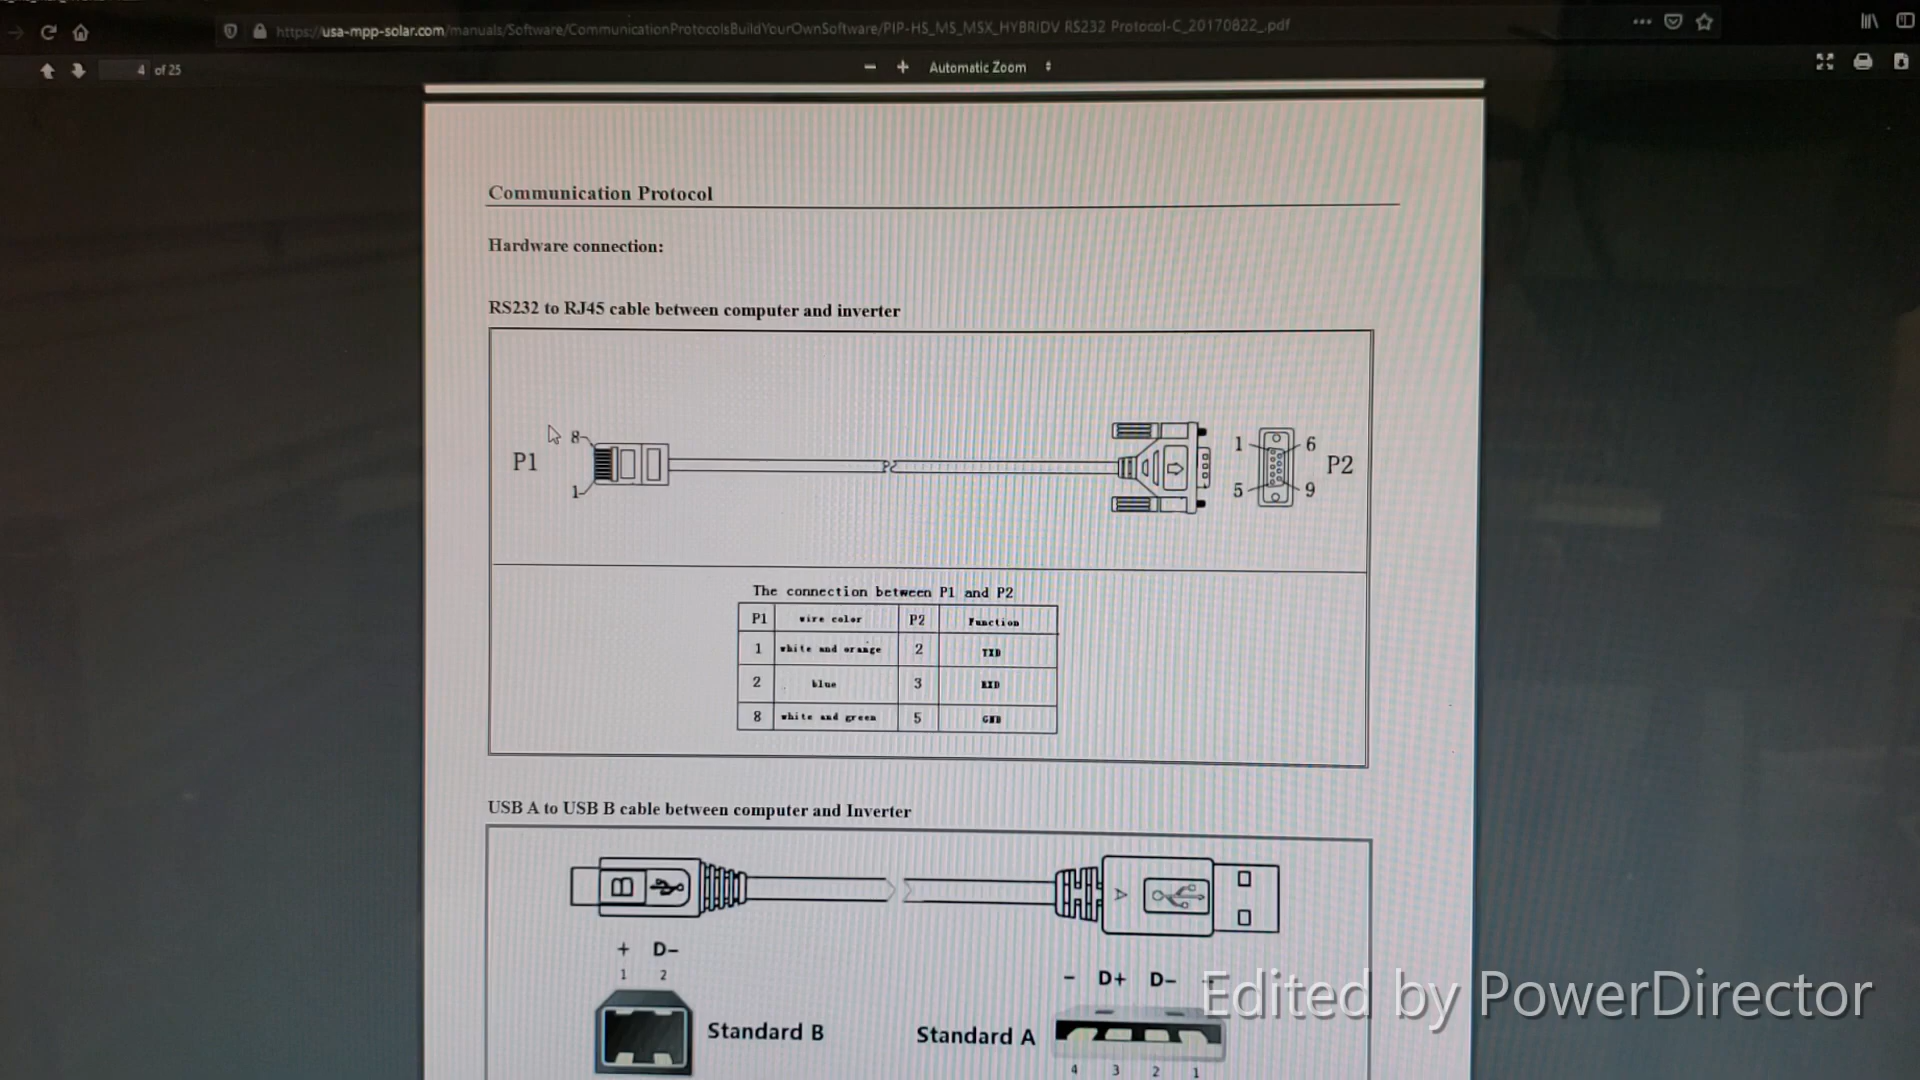 https://usa-mpp-solar.com/manuals/Software/CommunicationProtocolsBuildYourOwnSoftware/PIP-HS_MS_MSX_HYBRIDV RS232 Protocol-C_20170822_.pdf
4 of 25
− + Automatic Zoom
Communication Protocol
Hardware connection:
RS232 to RJ45 cable between computer and inverter
P1
8
1
1
6
5
9
P2
The connection between P1 and P2
P1 wire color P2 Function
1 white and orange 2 TXD
2 blue 3 RXD
8 white and green 5 GND
USB A to USB B cable between computer and Inverter
B
A
+ D−
1 2
Standard B
− D+ D−
Standard A
4 3 2 1
Edited by PowerDirector